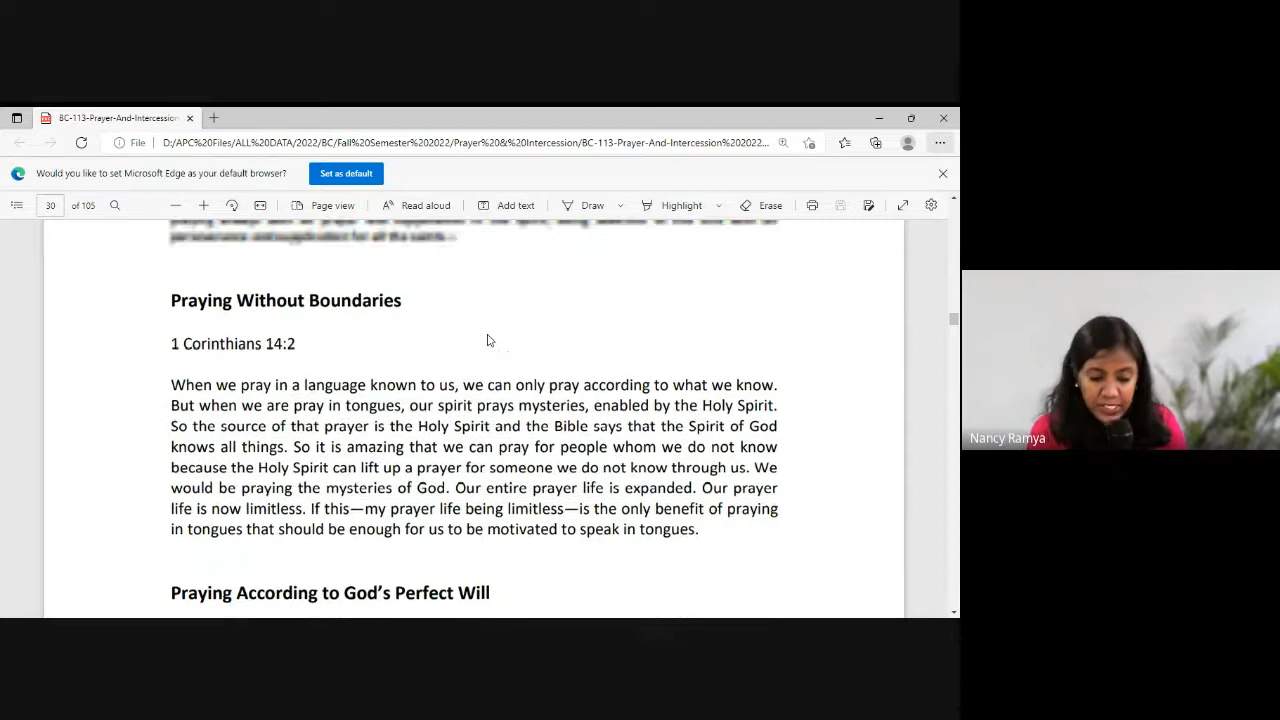 BC-113-Prayer-And-Intercession
File D:/APC%20Files/ALL%20DATA/2022/BC/Fall%20Semester%202022/Prayer%20&%20Intercession/BC-113-Prayer-And-Intercession%202022...
Would you like to set Microsoft Edge as your default browser? Set as default
30 of 105 Page view Read aloud Add text Draw Highlight Erase
Praying Without Boundaries
1 Corinthians 14:2
When we pray in a language known to us, we can only pray according to what we know.
But when we are pray in tongues, our spirit prays mysteries, enabled by the Holy Spirit.
So the source of that prayer is the Holy Spirit and the Bible says that the Spirit of God
knows all things. So it is amazing that we can pray for people whom we do not know
because the Holy Spirit can lift up a prayer for someone we do not know through us. We
would be praying the mysteries of God. Our entire prayer life is expanded. Our prayer
life is now limitless. If this—my prayer life being limitless—is the only benefit of praying
in tongues that should be enough for us to be motivated to speak in tongues.
Praying According to God's Perfect Will
Nancy Ramya